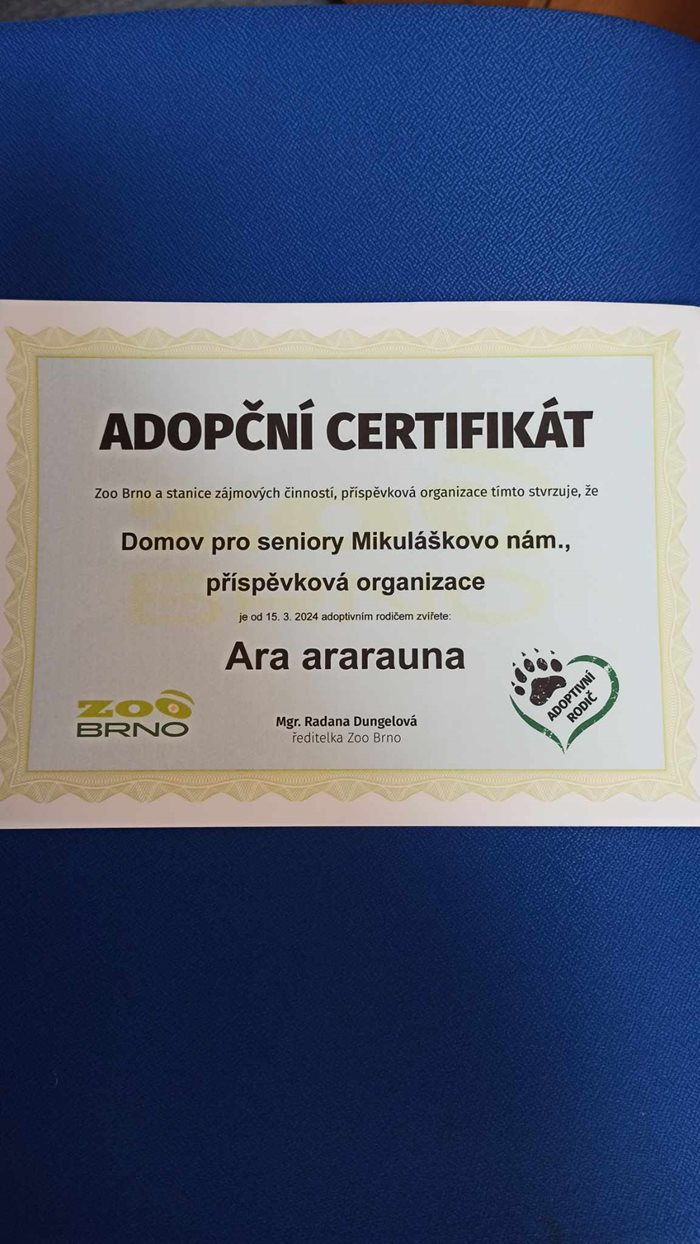 ADOPČNÍ CERTIFIKÁT
Zoo Brno a stanice zájmových činností, příspěvková organizace tímto stvrzuje, že
Domov pro seniory Mikuláškovo nám.,
příspěvková organizace
je od 15. 3. 2024 adoptivním rodičem zvířete:
Ara ararauna
ZOO
BRNO
Mgr. Radana Dungelová
ředitelka Zoo Brno
ADOPTIVNÍ
RODIČ